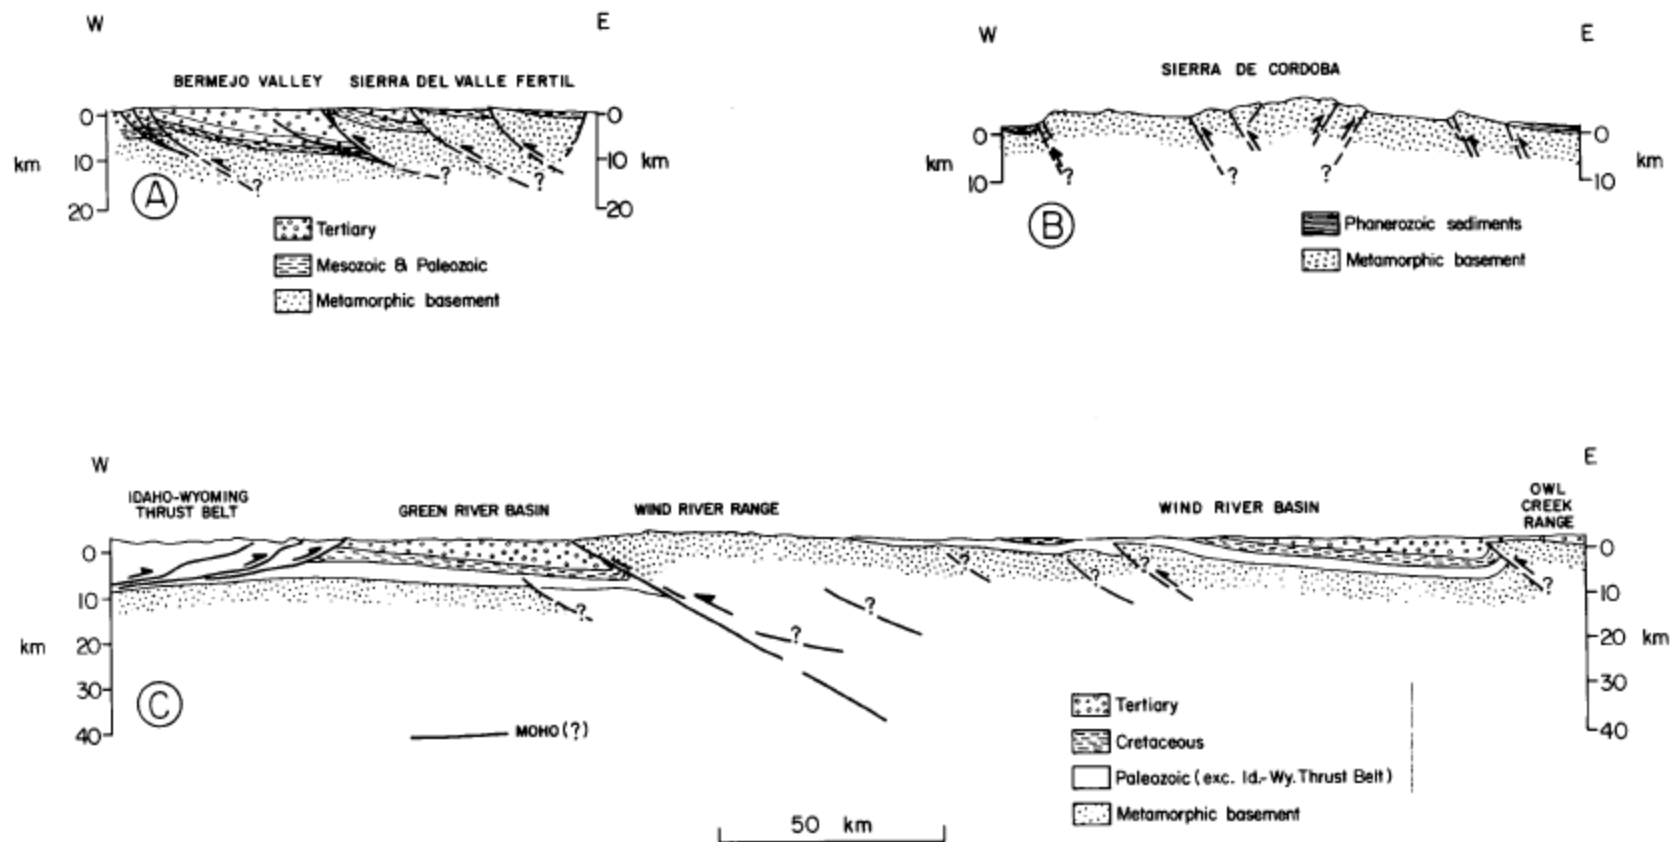 W
E
BERMEJO VALLEY SIERRA DEL VALLE FERTIL
0
0
km
10
10
km
?
?
?
20
20
A
Tertiary
Mesozoic & Paleozoic
Metamorphic basement
W
E
SIERRA DE CORDOBA
0
0
km
km
10
10
?
?
?
B
Phanerozoic sediments
Metamorphic basement
W
E
IDAHO-WYOMING
THRUST BELT
GREEN RIVER BASIN
WIND RIVER RANGE
WIND RIVER BASIN
OWL
CREEK
RANGE
0
0
?
?
?
?
10
10
?
?
?
20
20
km
km
30
30
40
40
C
MOHO (?)
Tertiary
Cretaceous
Paleozoic (exc. Id.-Wy. Thrust Belt)
Metamorphic basement
50 km